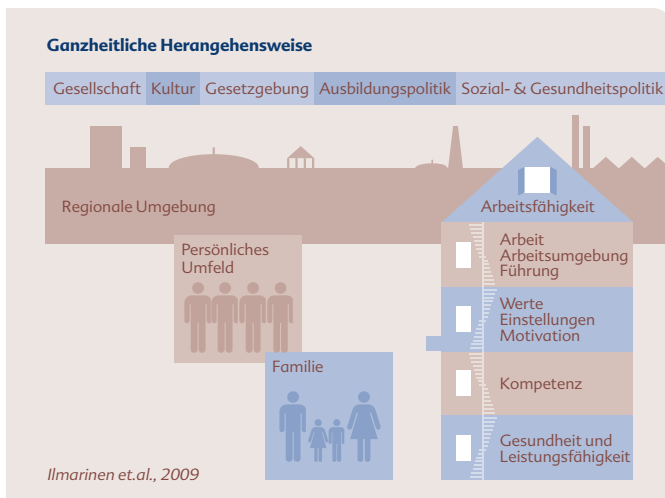 Ganzheitliche Herangehensweise
Gesellschaft Kultur Gesetzgebung Ausbildungspolitik Sozial- & Gesundheitspolitik
Regionale Umgebung
Arbeitsfähigkeit
Persönliches
Umfeld
Familie
Arbeit
Arbeitsumgebung
Führung
Werte
Einstellungen
Motivation
Kompetenz
Gesundheit und
Leistungsfähigkeit
Ilmarinen et.al., 2009